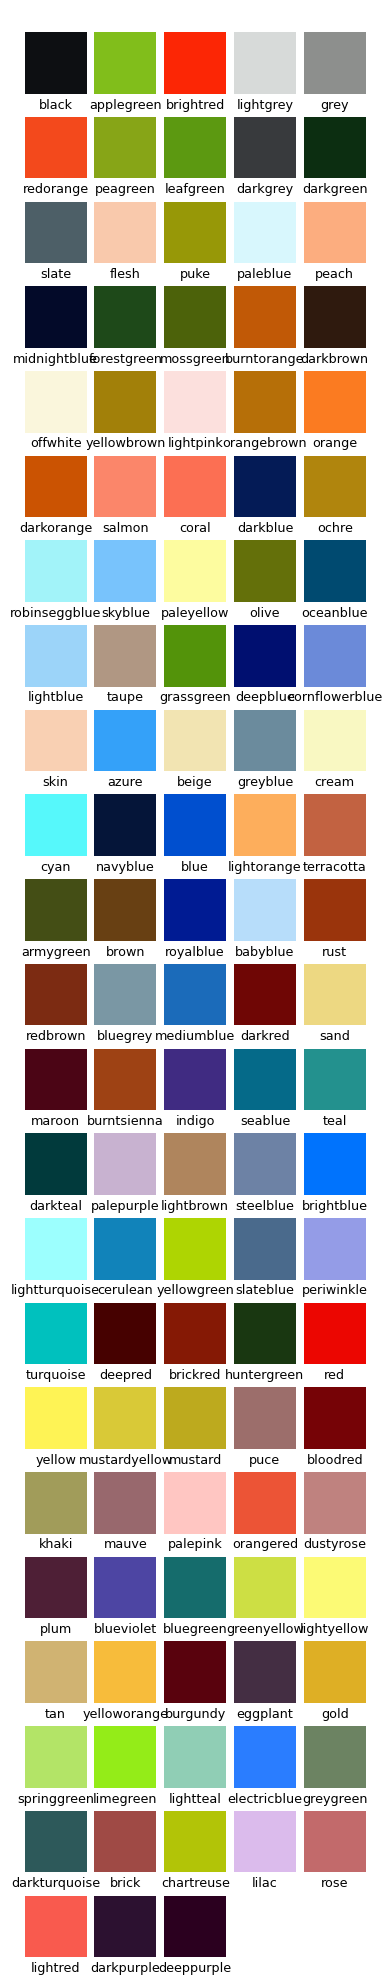 black applegreen brightred lightgrey grey
redorange peagreen leafgreen darkgrey darkgreen
slate flesh puke paleblue peach
midnightblue forestgreen mossgreen burntorange darkbrown
offwhite yellowbrown lightpink orangebrown orange
darkorange salmon coral darkblue ochre
robinseggblue skyblue paleyellow olive oceanblue
lightblue taupe grassgreen deepblue cornflowerblue
skin azure beige greyblue cream
cyan navyblue blue lightorange terracotta
armygreen brown royalblue babyblue rust
redbrown bluegrey mediumblue darkred sand
maroon burntsienna indigo seablue teal
darkteal palepurple lightbrown steelblue brightblue
lightturquoise cerulean yellowgreen slateblue periwinkle
turquoise deepred brickred huntergreen red
yellow mustardyellow mustard puce bloodred
khaki mauve palepink orangered dustyrose
plum blueviolet bluegreen greenyellow lightyellow
tan yelloworange burgundy eggplant gold
springgreen limegreen lightteal electricblue greygreen
darkturquoise brick chartreuse lilac rose
lightred darkpurple deeppurple